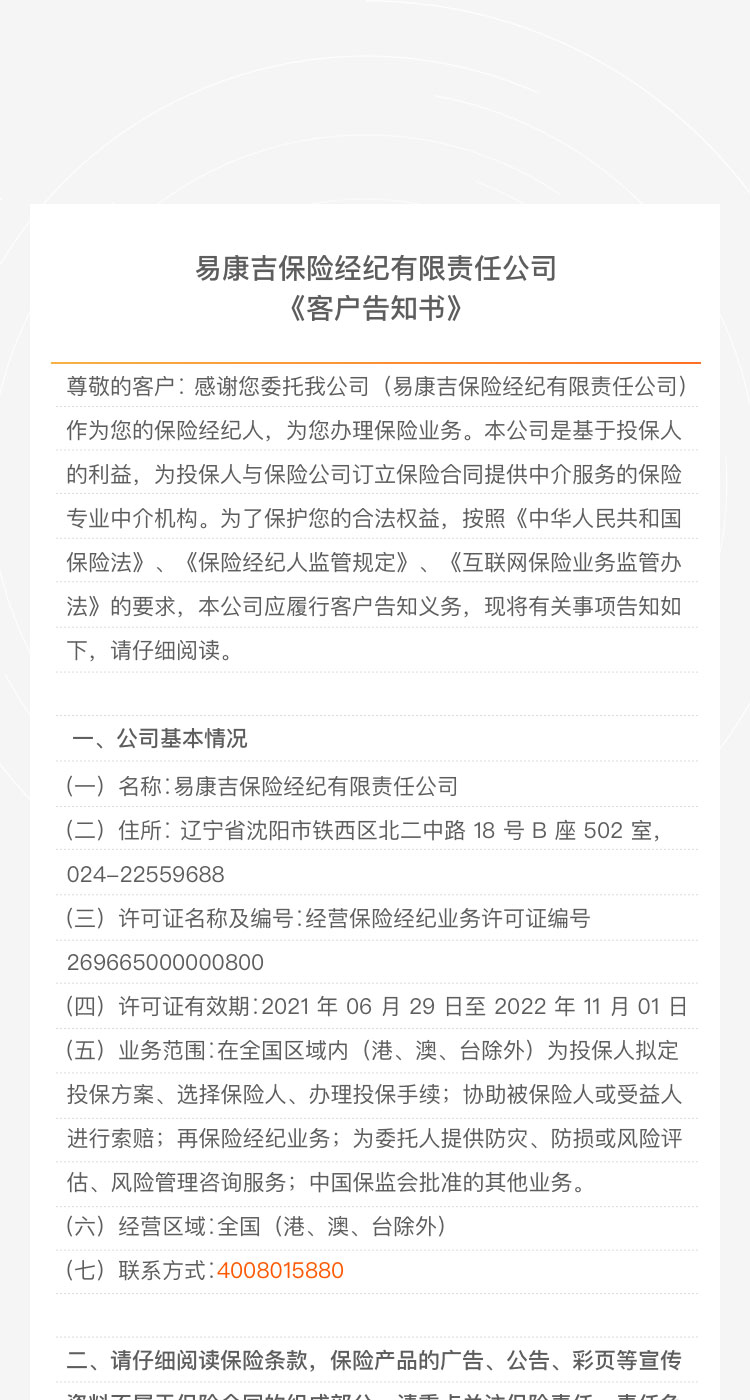 易康吉保险经纪有限责任公司
《客户告知书》
尊敬的客户：感谢您委托我公司（易康吉保险经纪有限责任公司）
作为您的保险经纪人，为您办理保险业务。本公司是基于投保人
的利益，为投保人与保险公司订立保险合同提供中介服务的保险
专业中介机构。为了保护您的合法权益，按照《中华人民共和国
保险法》、《保险经纪人监管规定》、《互联网保险业务监管办
法》的要求，本公司应履行客户告知义务，现将有关事项告知如
下，请仔细阅读。
一、公司基本情况
（一）名称：易康吉保险经纪有限责任公司
（二）住所：辽宁省沈阳市铁西区北二中路 18 号 B 座 502 室，
024-22559688
（三）许可证名称及编号：经营保险经纪业务许可证编号
269665000000800
（四）许可证有效期：2021 年 06 月 29 日至 2022 年 11 月 01 日
（五）业务范围：在全国区域内（港、澳、台除外）为投保人拟定
投保方案、选择保险人、办理投保手续；协助被保险人或受益人
进行索赔；再保险经纪业务；为委托人提供防灾、防损或风险评
估、风险管理咨询服务；中国保监会批准的其他业务。
（六）经营区域：全国（港、澳、台除外）
（七）联系方式：4008015880
二、请仔细阅读保险条款，保险产品的广告、公告、彩页等宣传